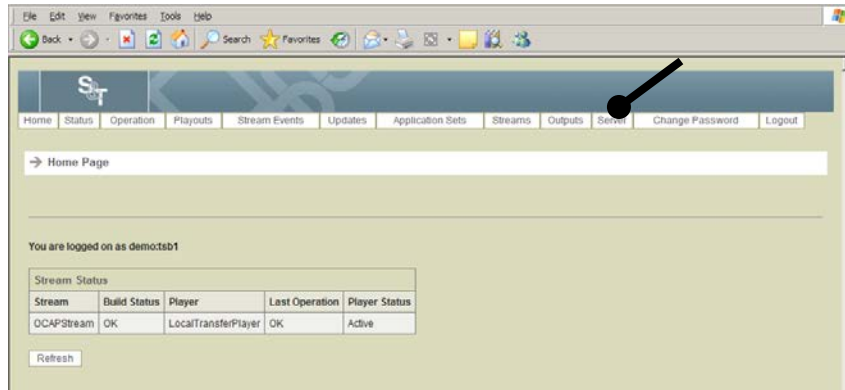 File Edit View Favorites Tools Help
Back Search Favorites
S&T
Home Status Operation Playouts Stream Events Updates Application Sets Streams Outputs Server Change Password Logout
Home Page
You are logged on as demo:tsb1
Stream Status
Stream Build Status Player Last Operation Player Status
OCAPStream OK LocalTransferPlayer OK Active
Refresh